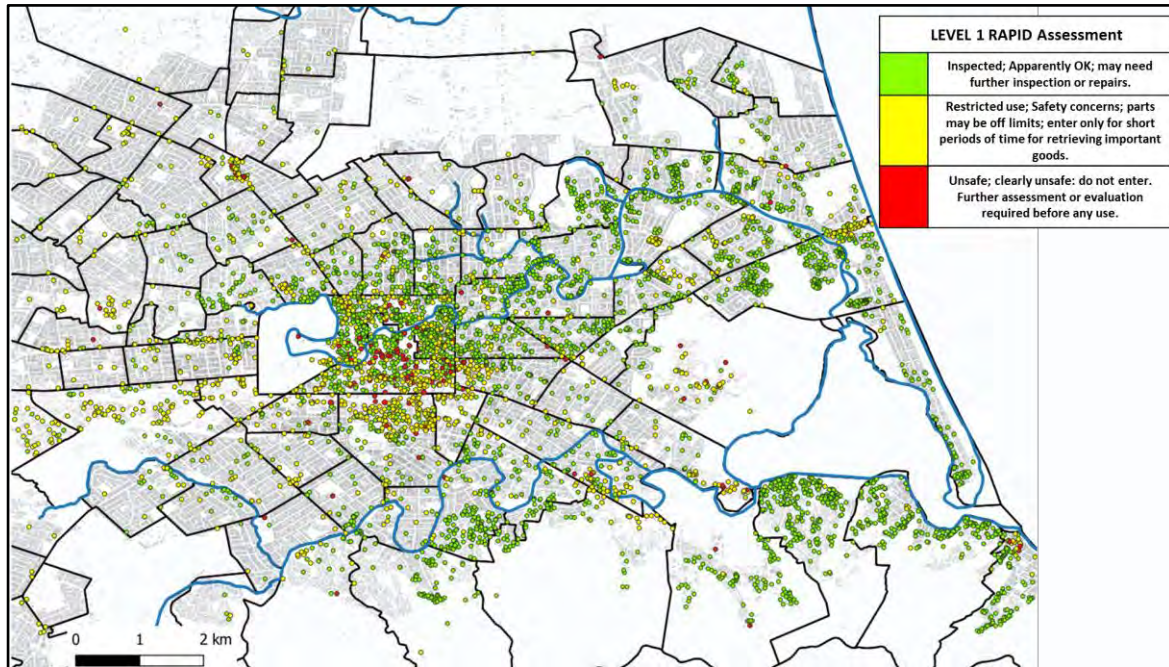 LEVEL 1 RAPID Assessment
Inspected; Apparently OK; may need
further inspection or repairs.
Restricted use; Safety concerns; parts
may be off limits; enter only for short
periods of time for retrieving important
goods.
Unsafe; clearly unsafe: do not enter.
Further assessment or evaluation
required before any use.
0 1 2 km